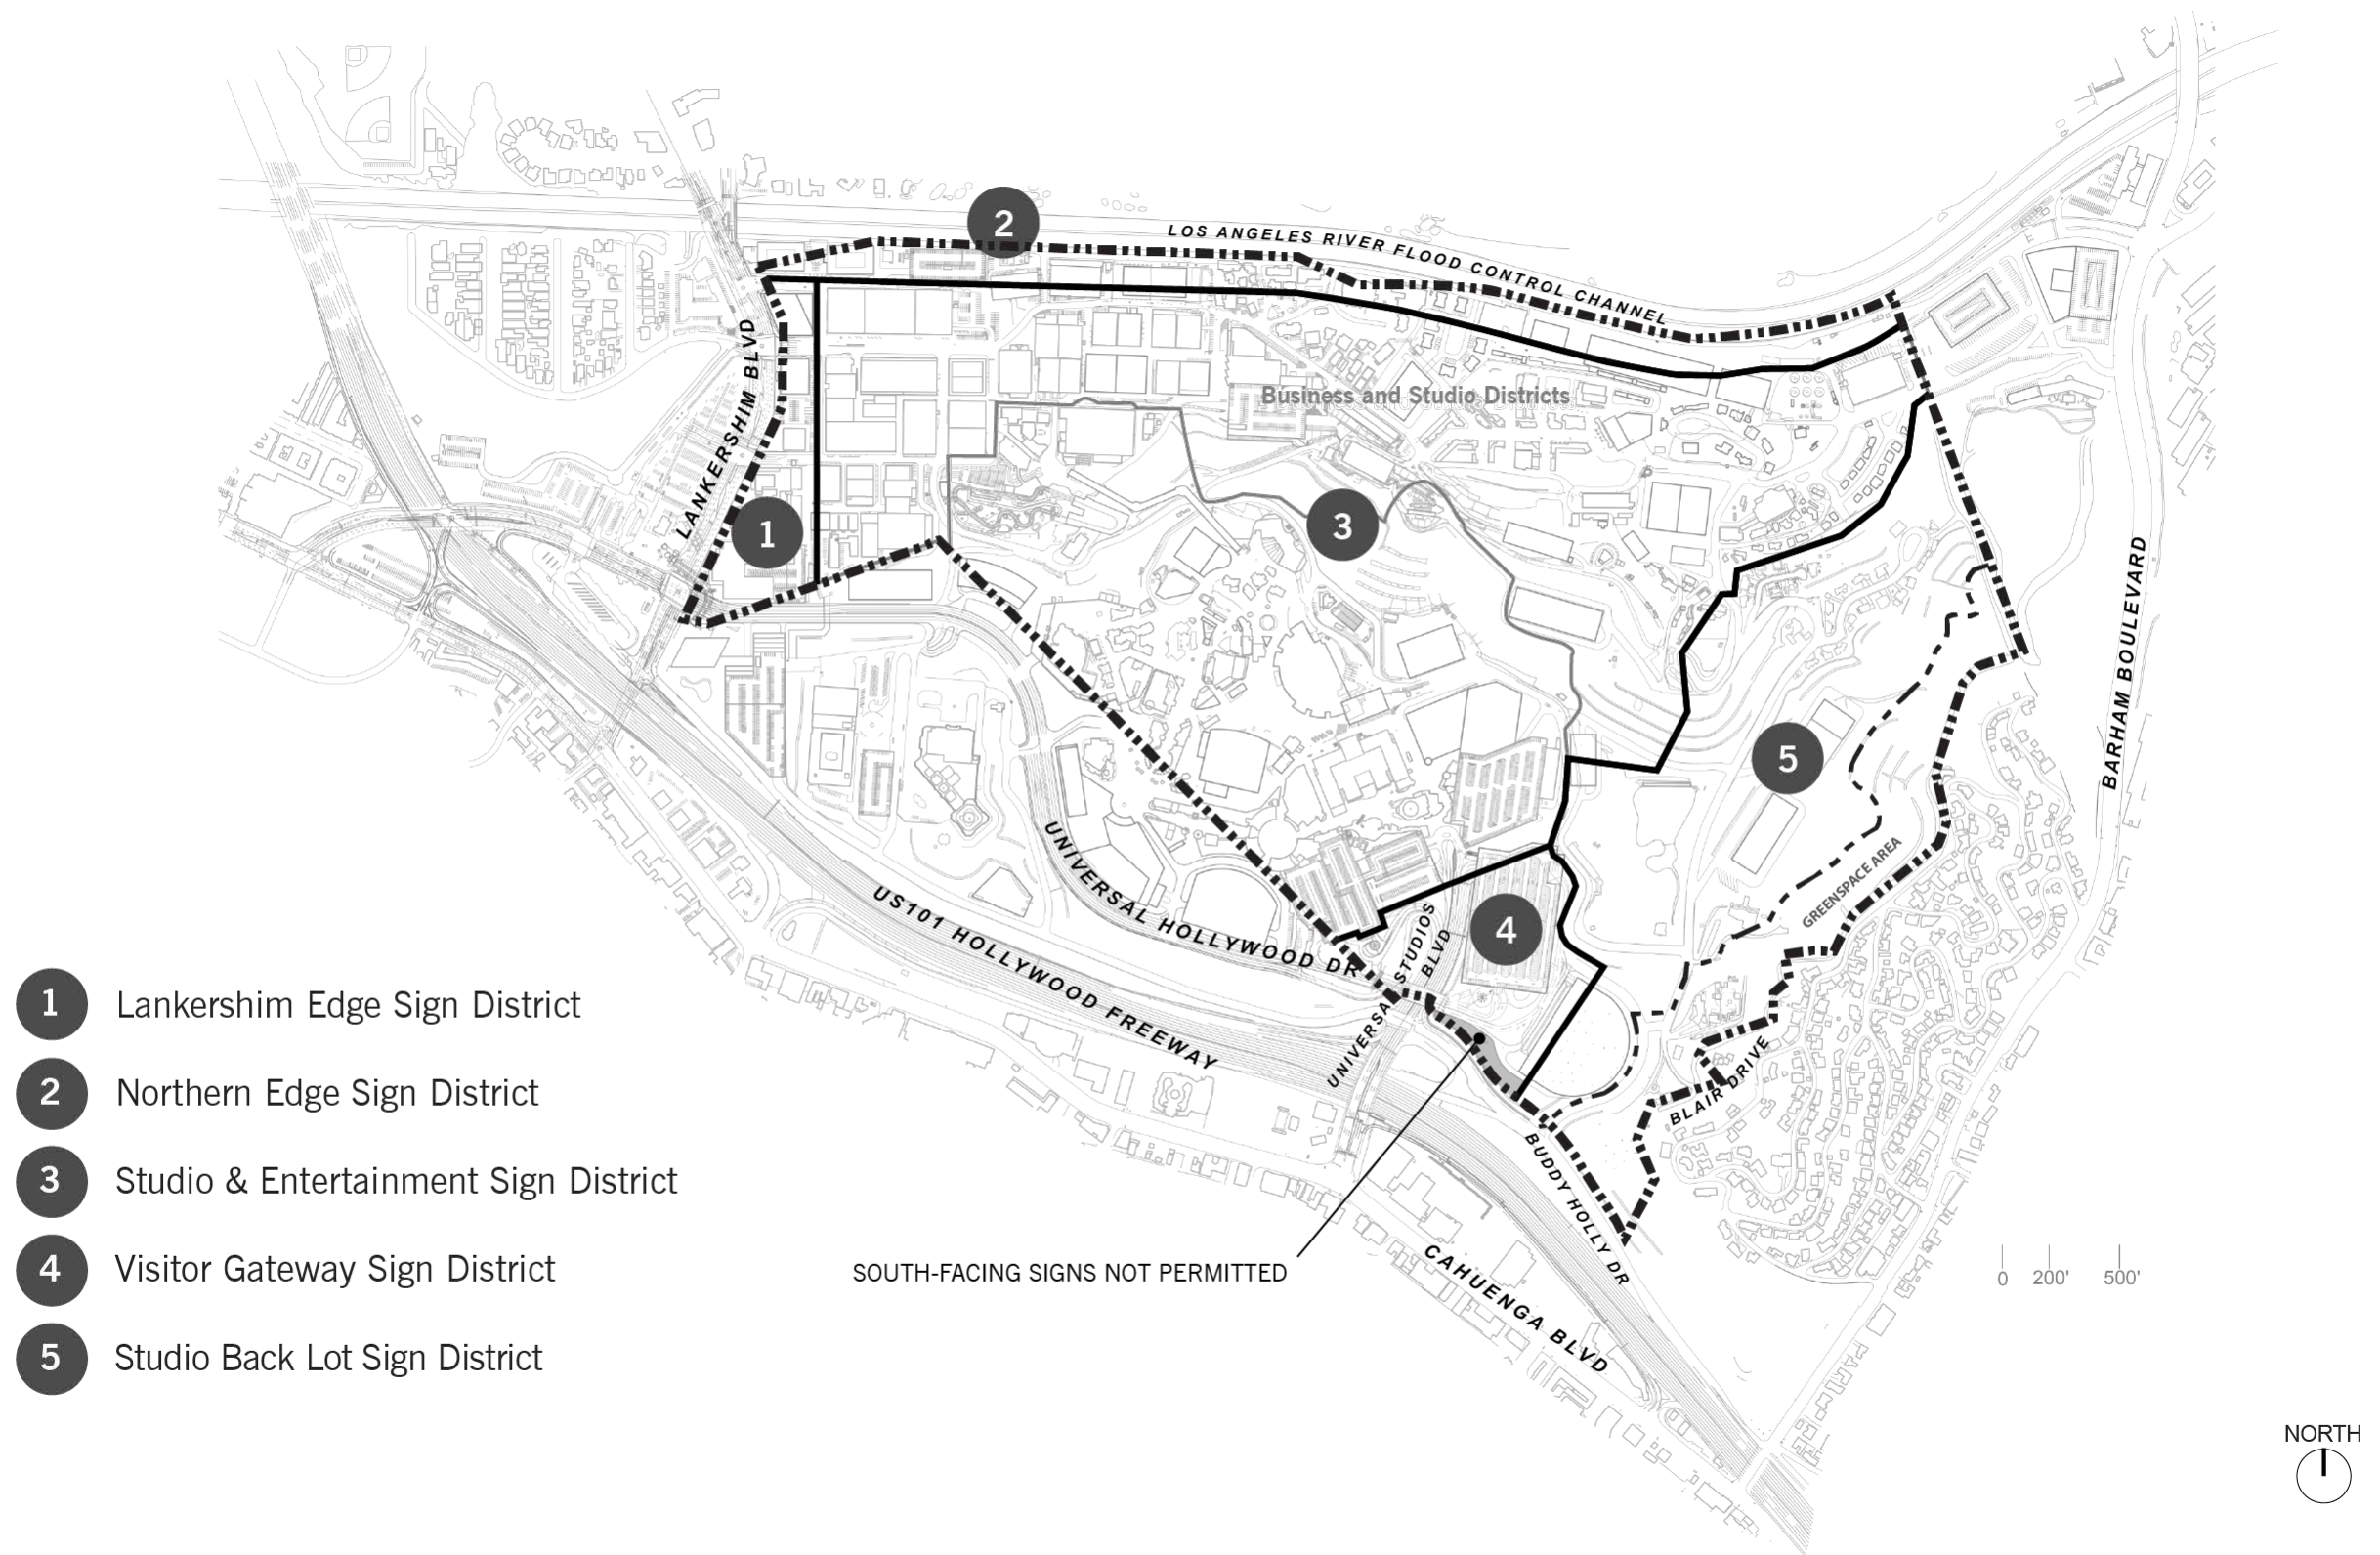 2
LOS ANGELES RIVER FLOOD CONTROL CHANNEL
LANKERSHIM BLVD
Business and Studio Districts
1
3
5
BARHAM BOULEVARD
GREENSPACE AREA
UNIVERSAL HOLLYWOOD DR
US101 HOLLYWOOD FREEWAY
4
UNIVERSAL STUDIOS
BLVD
BLAIR DRIVE
BUDDY HOLLY DR
CAHUENGA BLVD
SOUTH-FACING SIGNS NOT PERMITTED
1 Lankershim Edge Sign District
2 Northern Edge Sign District
3 Studio & Entertainment Sign District
4 Visitor Gateway Sign District
5 Studio Back Lot Sign District
0 200' 500'
NORTH